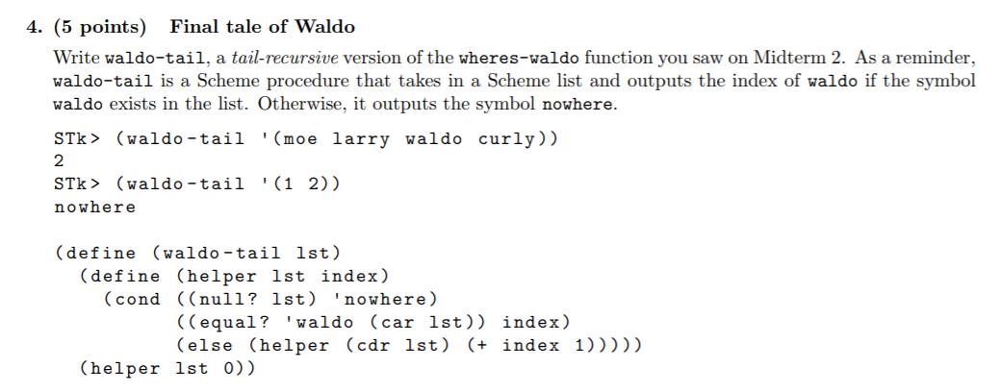 4. (5 points) Final tale of Waldo
Write waldo-tail, a tail-recursive version of the wheres-waldo function you saw on Midterm 2. As a reminder,
waldo-tail is a Scheme procedure that takes in a Scheme list and outputs the index of waldo if the symbol
waldo exists in the list. Otherwise, it outputs the symbol nowhere.
STk> (waldo-tail '(moe larry waldo curly))
2
STk> (waldo-tail '(1 2))
nowhere
(define (waldo-tail lst)
  (define (helper lst index)
    (cond ((null? lst) 'nowhere)
          ((equal? 'waldo (car lst)) index)
          (else (helper (cdr lst) (+ index 1)))))
  (helper lst 0))